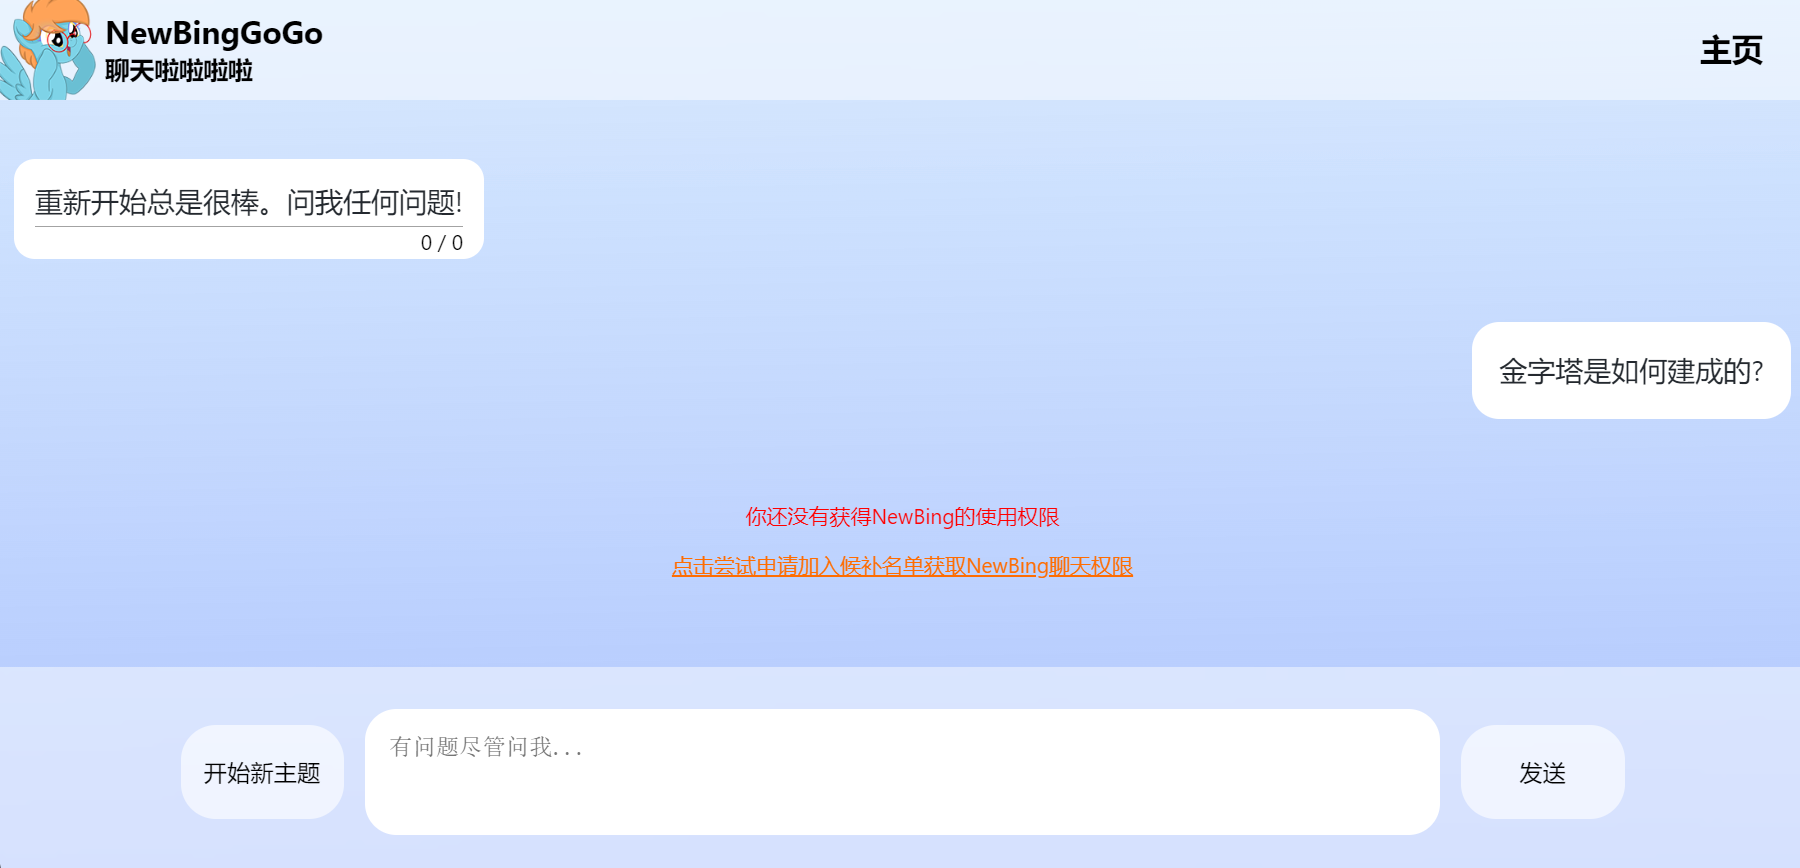 NewBingGoGo
聊天啦啦啦啦
主页
重新开始总是很棒。问我任何问题!
0 / 0
金字塔是如何建成的?
你还没有获得NewBing的使用权限
点击尝试申请加入候补名单获取NewBing聊天权限
开始新主题
有问题尽管问我...
发送